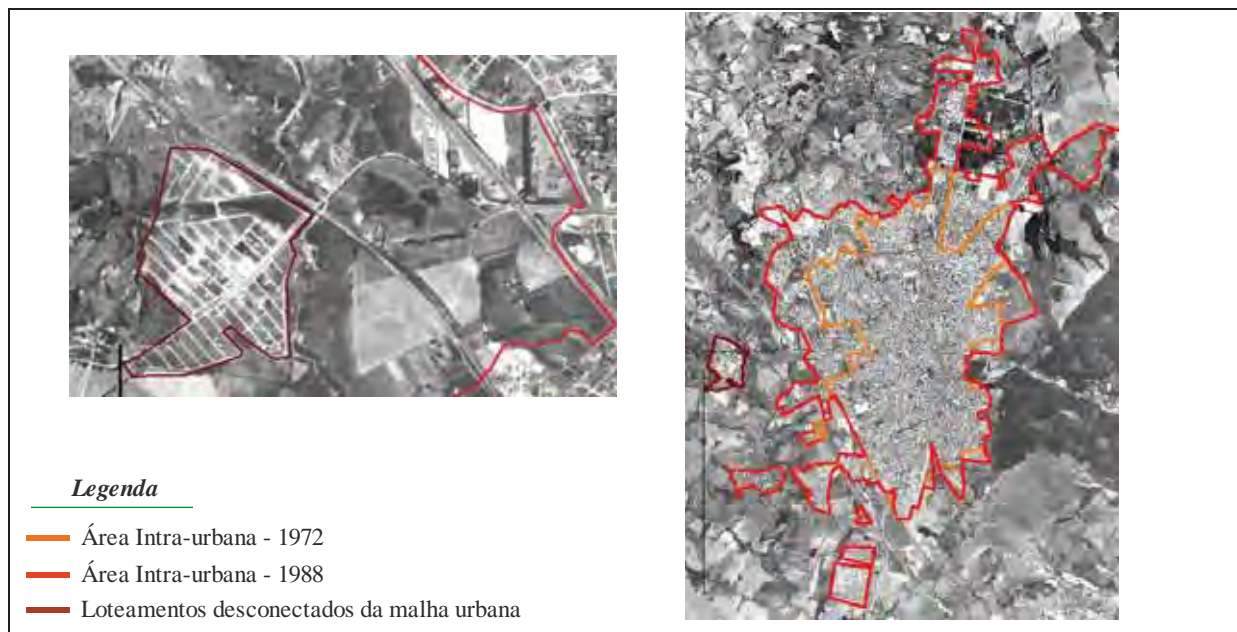 Legenda
Área Intra-urbana - 1972
Área Intra-urbana - 1988
Loteamentos desconectados da malha urbana